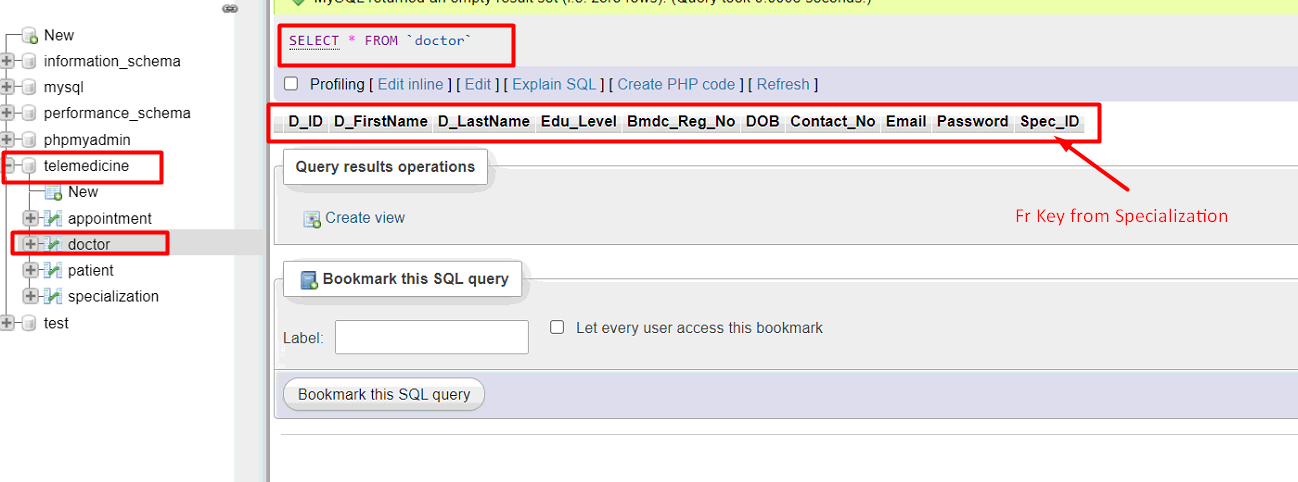 New
information_schema
mysql
performance_schema
phpmyadmin
telemedicine
New
appointment
doctor
patient
specialization
test
MySQL returned an empty result set (i.e. zero rows). (Query took 0.0008 seconds.)
SELECT * FROM `doctor`
Profiling [ Edit inline ] [ Edit ] [ Explain SQL ] [ Create PHP code ] [ Refresh ]
D_ID D_FirstName D_LastName Edu_Level Bmdc_Reg_No DOB Contact_No Email Password Spec_ID
Fr Key from Specialization
Query results operations
Create view
Bookmark this SQL query
Label:
Let every user access this bookmark
Bookmark this SQL query